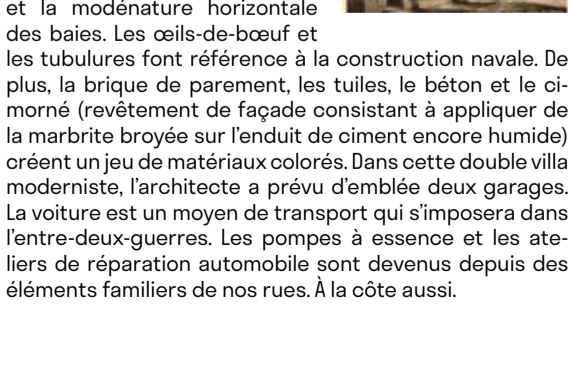 et la modénature horizontale
des baies. Les œils-de-bœuf et
les tubulures font référence à la construction navale. De
plus, la brique de parement, les tuiles, le béton et le ci-
morné (revêtement de façade consistant à appliquer de
la marbrite broyée sur l’enduit de ciment encore humide)
créent un jeu de matériaux colorés. Dans cette double villa
moderniste, l’architecte a prévu d’emblée deux garages.
La voiture est un moyen de transport qui s’imposera dans
l’entre-deux-guerres. Les pompes à essence et les ate-
liers de réparation automobile sont devenus depuis des
éléments familiers de nos rues. À la côte aussi.